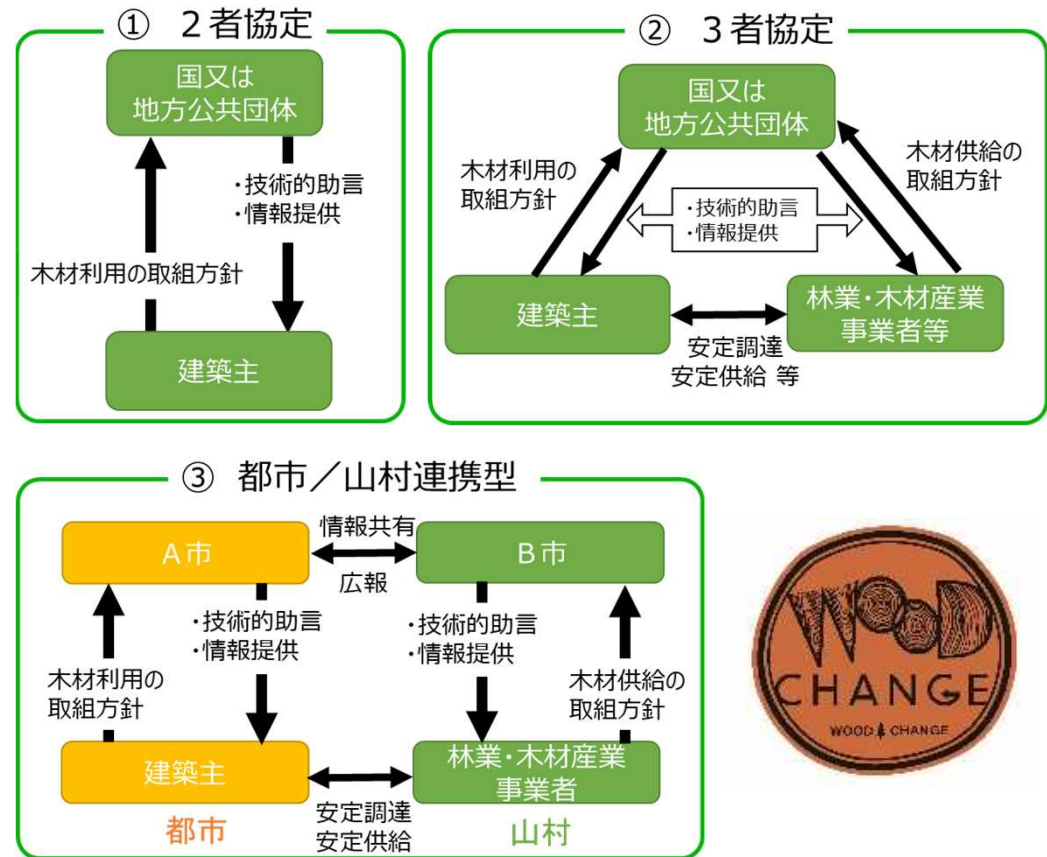 ① 2者協定
国又は
地方公共団体
・技術的助言
・情報提供
木材利用の取組方針
建築主
② 3者協定
国又は
地方公共団体
木材利用の
取組方針
木材供給の
取組方針
・技術的助言
・情報提供
建築主
林業・木材産業
事業者等
安定調達
安定供給 等
③ 都市/山村連携型
A市
情報共有
広報
B市
・技術的助言
・情報提供
・技術的助言
・情報提供
木材利用の
取組方針
木材供給の
取組方針
建築主
林業・木材産業
事業者
安定調達
安定供給
都市
山村
WOOD
CHANGE
WOOD CHANGE